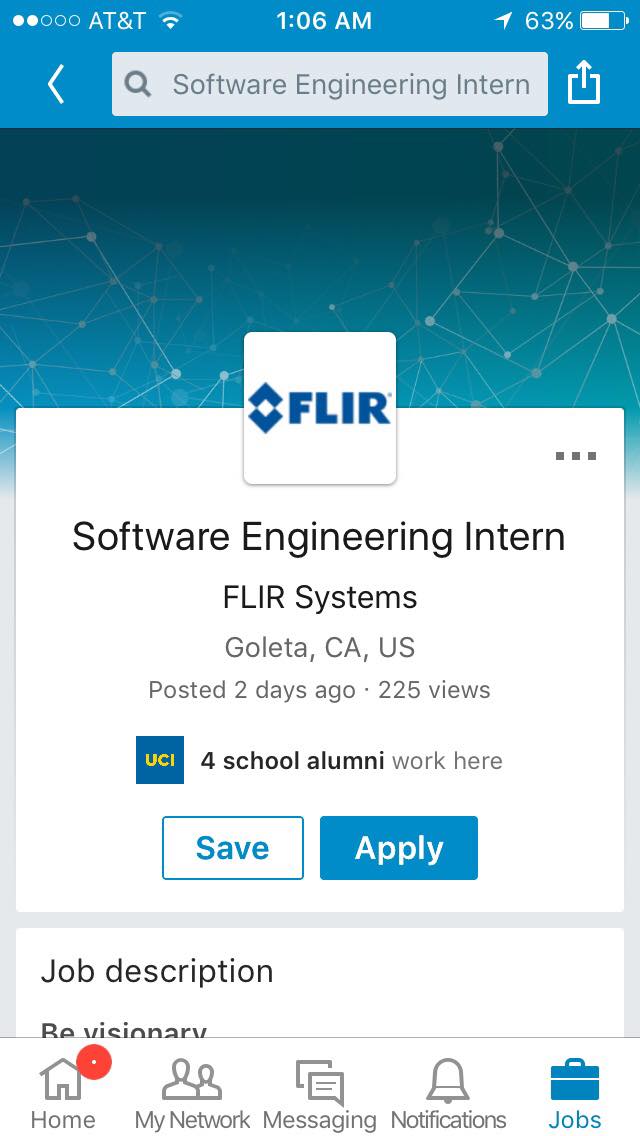 AT&T 1:06 AM 63%
Software Engineering Intern
FLIR
Software Engineering Intern
FLIR Systems
Goleta, CA, US
Posted 2 days ago · 225 views
UCI 4 school alumni work here
Save Apply
Job description
Be visionary
Home My Network Messaging Notifications Jobs